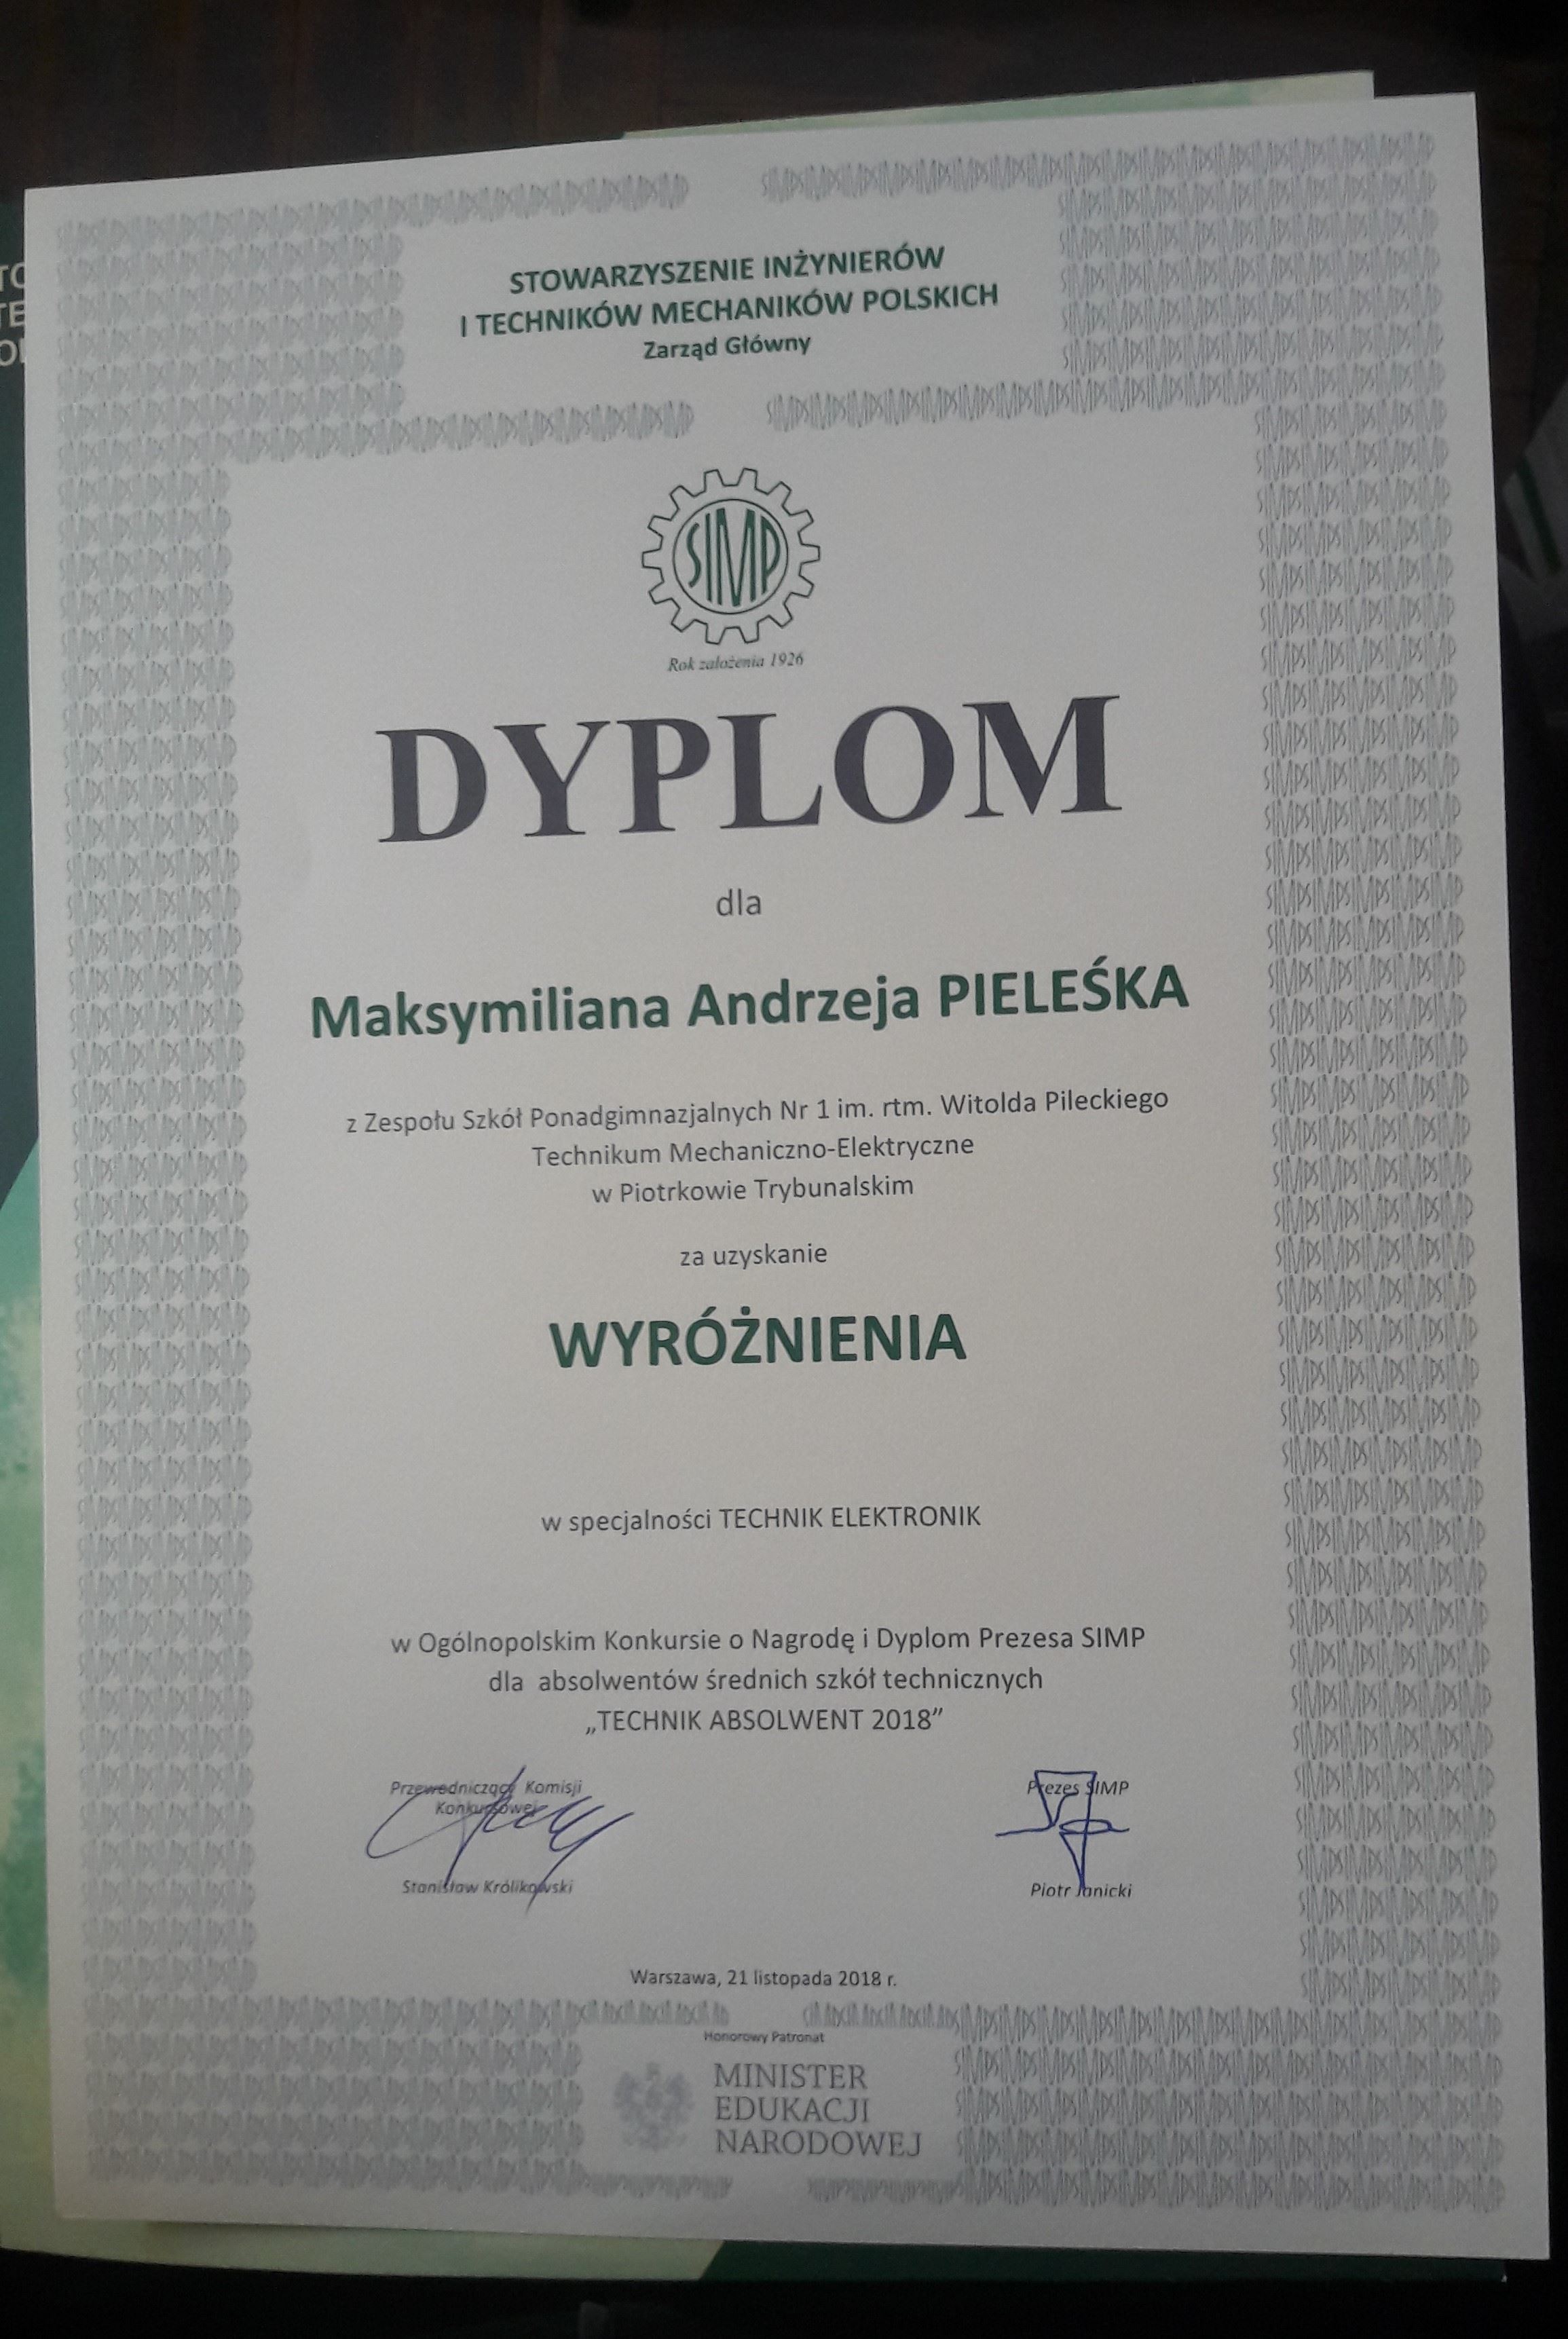 STOWARZYSZENIE INŻYNIERÓW
I TECHNIKÓW MECHANIKÓW POLSKICH
Zarząd Główny
SIMP
Rok założenia 1926
DYPLOM
dla
Maksymiliana Andrzeja PIELEŚKA
z Zespołu Szkół Ponadgimnazjalnych Nr 1 im. rtm. Witolda Pileckiego
Technikum Mechaniczno-Elektryczne
w Piotrkowie Trybunalskim
za uzyskanie
WYRÓŻNIENIA
w specjalności TECHNIK ELEKTRONIK
w Ogólnopolskim Konkursie o Nagrodę i Dyplom Prezesa SIMP
dla absolwentów średnich szkół technicznych
„TECHNIK ABSOLWENT 2018”
Przewodniczący Komisji
Konkursowej
Stanisław Królikowski
Prezes SIMP
Piotr Janicki
Warszawa, 21 listopada 2018 r.
Honorowy Patronat
MINISTER
EDUKACJI
NARODOWEJ